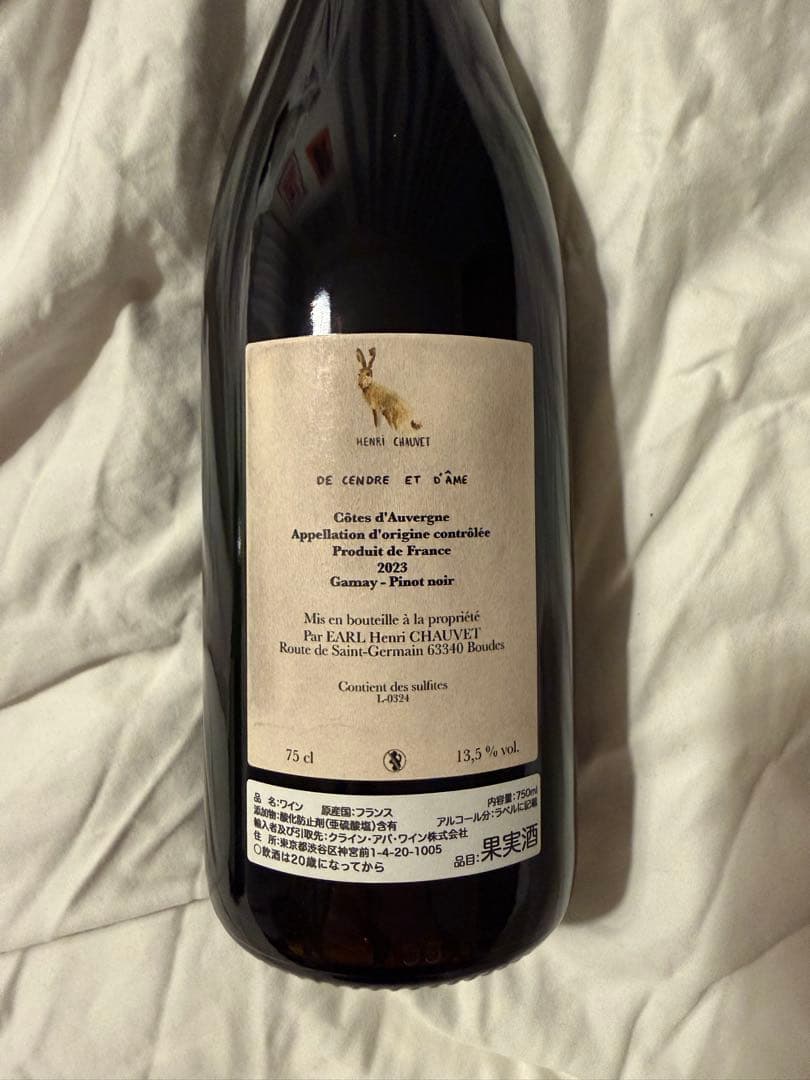 HENRI CHAUVET
DE CENDRE ET D'ÂME
Côtes d'Auvergne
Appellation d'origine contrôlée
Produit de France
2023
Gamay - Pinot noir
Mis en bouteille à la propriété
Par EARL Henri CHAUVET
Route de Saint-Germain 63340 Boudes
Contient des sulfites
L-0324
75 cl 13,5 % vol.
品 名:ワイン 原産国:フランス 内容量:750ml
添加物:酸化防止剤(亜硫酸塩)含有 アルコール分:ラベルに記載
輸入者及び引取先:クライン・アバ・ワイン株式会社
住 所:東京都渋谷区神宮前1-4-20-1005
○飲酒は20歳になってから 品目:果実酒